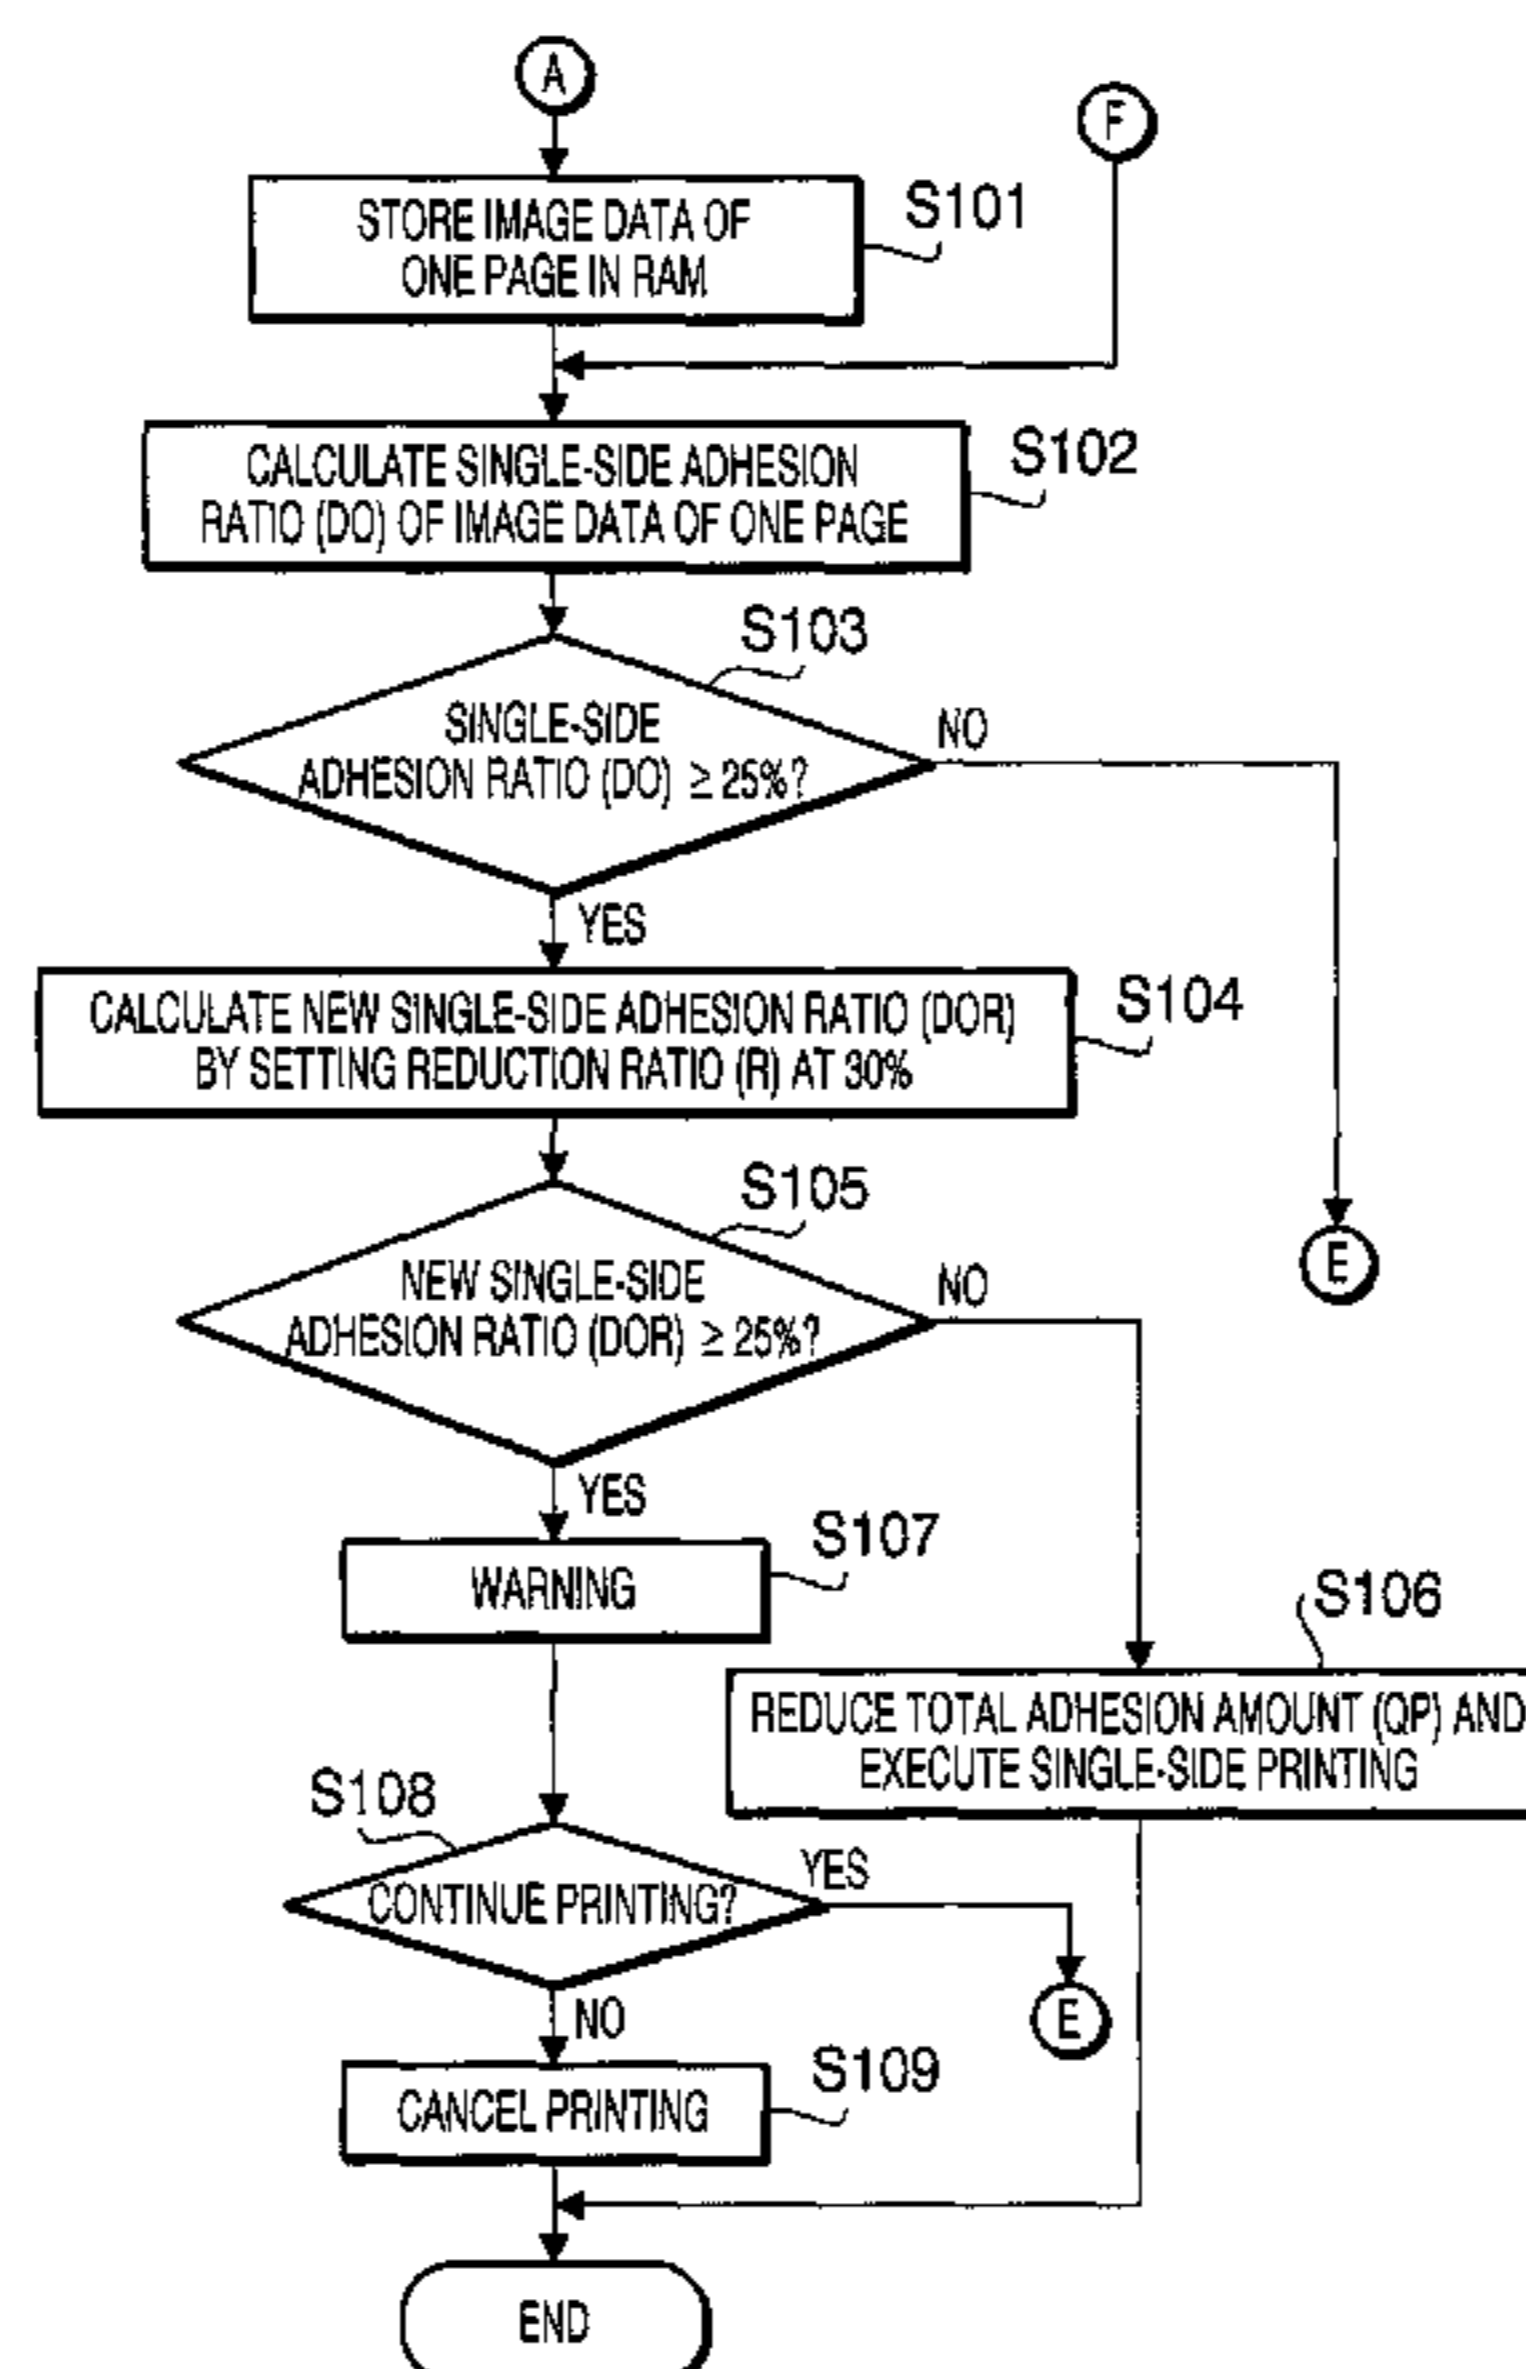 A
F
STORE IMAGE DATA OF
ONE PAGE IN RAM
S101
CALCULATE SINGLE-SIDE ADHESION
RATIO (DO) OF IMAGE DATA OF ONE PAGE
S102
S103
SINGLE-SIDE
ADHESION RATIO (DO) ≥ 25%?
NO
YES
CALCULATE NEW SINGLE-SIDE ADHESION RATIO (DOR)
BY SETTING REDUCTION RATIO (R) AT 30%
S104
S105
NEW SINGLE-SIDE
ADHESION RATIO (DOR) ≥ 25%?
NO
E
YES
WARNING
S107
S106
REDUCE TOTAL ADHESION AMOUNT (QP) AND
EXECUTE SINGLE-SIDE PRINTING
S108
CONTINUE PRINTING?
YES
E
NO
CANCEL PRINTING
S109
END